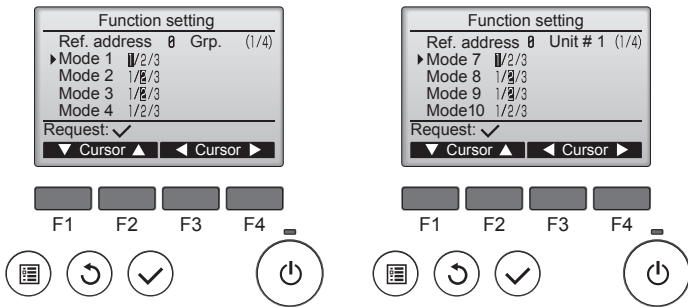 Function setting
Ref. address 0 Grp. (1/4)
Mode 1 1/2/3
Mode 2 1/2/3
Mode 3 1/2/3
Mode 4 1/2/3
Request: ✓
▼ Cursor ▲ ◀ Cursor ▶
F1 F2 F3 F4
Function setting
Ref. address 0 Unit # 1 (1/4)
Mode 7 1/2/3
Mode 8 1/2/3
Mode 9 1/2/3
Mode10 1/2/3
Request: ✓
▼ Cursor ▲ ◀ Cursor ▶
F1 F2 F3 F4